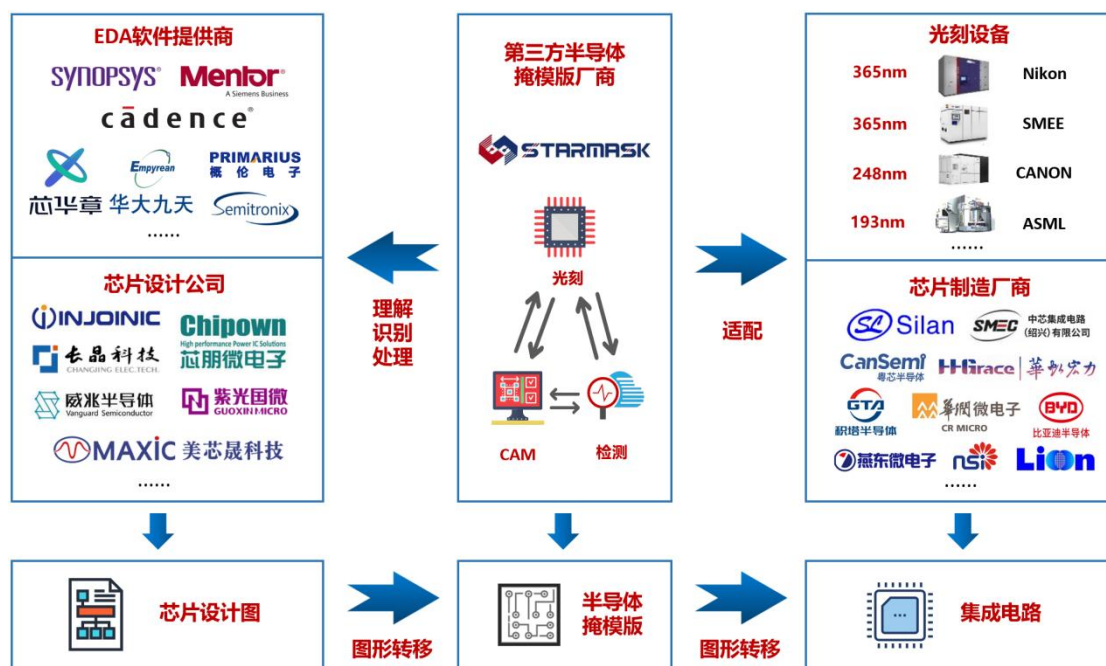 EDA软件提供商
SYNOPSYS®
Mentor®
A Siemens Business
cādence®
芯华章
Empyrean
华大九天
PRIMARIUS
概伦电子
Semitronix
......
芯片设计公司
INJOINIC
Chipown
High performance Power IC Solutions
芯朋微电子
长晶科技
CHANGJING ELEC.TECH.
威兆半导体
Vanguard Semiconductor
紫光国微
GUOXIN MICRO
MAXIC 美芯晟科技
......
理解
识别
处理
第三方半导体
掩模版厂商
STARMASK
光刻
CAM
检测
适配
光刻设备
365nm Nikon
365nm SMEE
248nm CANON
193nm ASML
......
芯片制造厂商
SL Silan
SMEC 中芯集成电路
(绍兴)有限公司
CanSemi
粤芯半导体
HHGrace 華虹宏力
GTA
积塔半导体
華润微电子
CR MICRO
BYD
比亚迪半导体
燕东微电子
nsi
Lion
......
芯片设计图
图形转移
半导体
掩模版
图形转移
集成电路